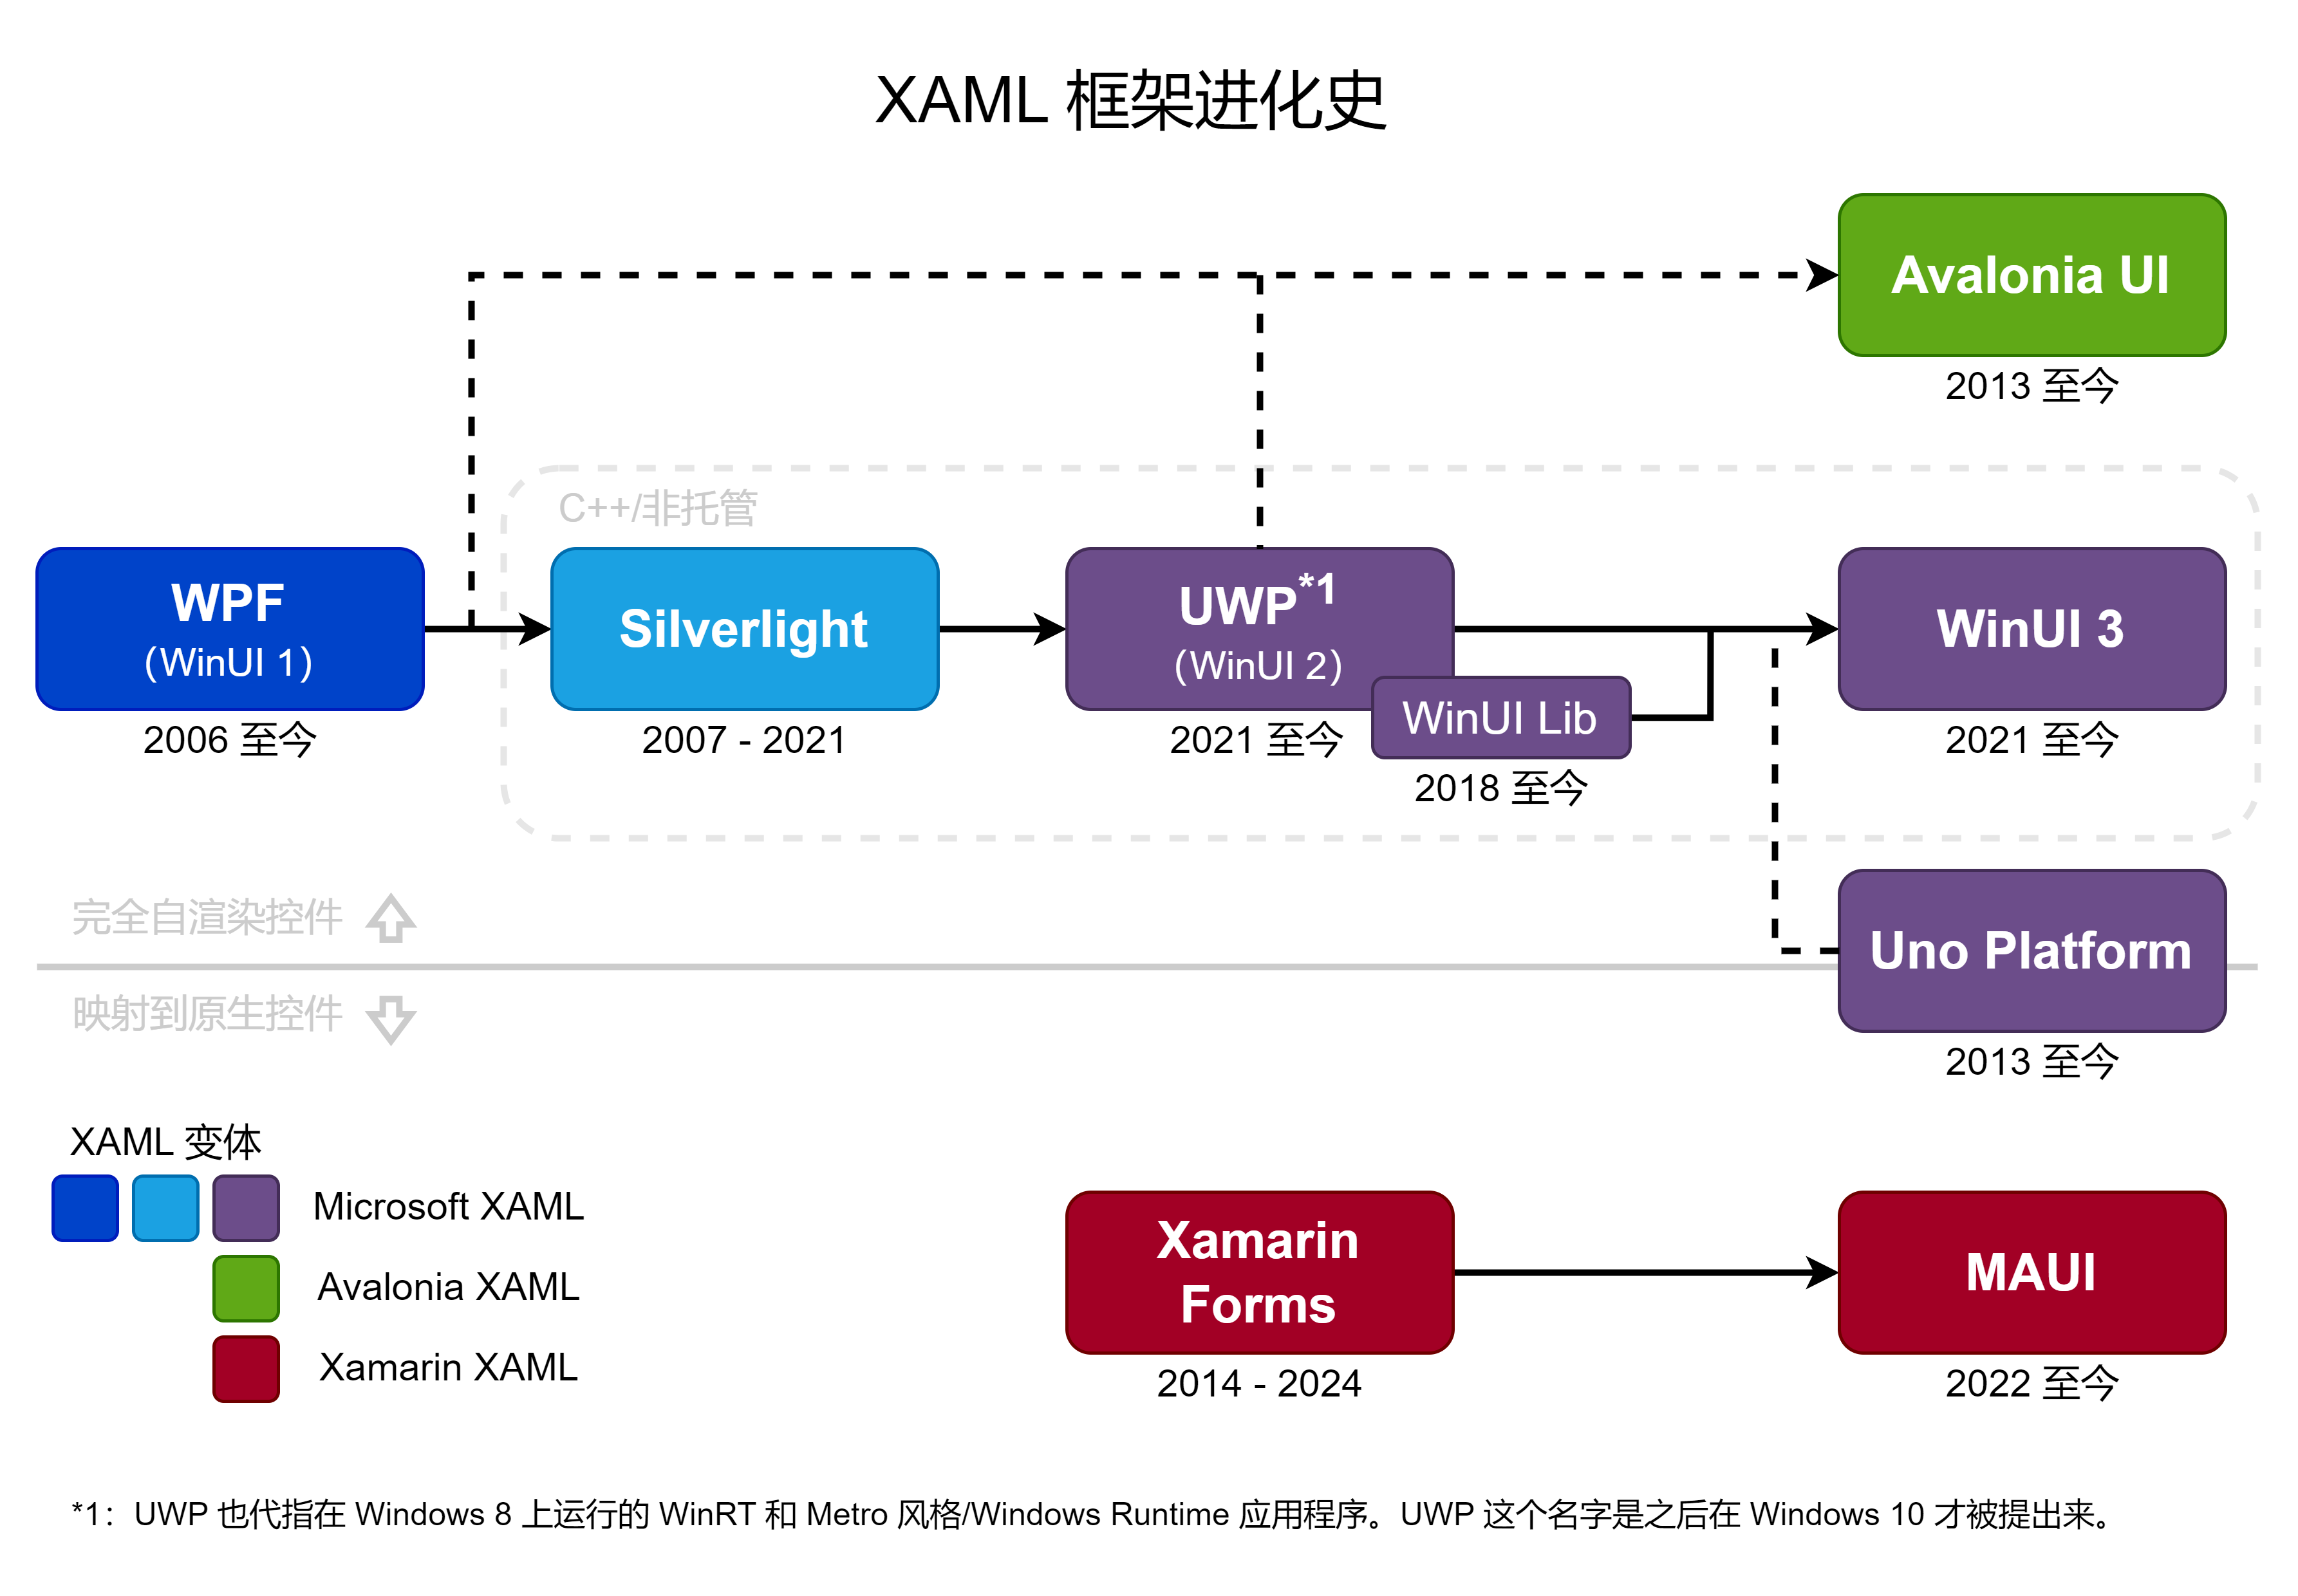 XAML 框架进化史
Avalonia UI
2013 至今
C++/非托管
WPF
(WinUI 1)
2006 至今
Silverlight
2007 - 2021
UWP*1
(WinUI 2)
2021 至今
WinUI Lib
2018 至今
WinUI 3
2021 至今
完全自渲染控件
映射到原生控件
Uno Platform
2013 至今
XAML 变体
Microsoft XAML
Avalonia XAML
Xamarin XAML
Xamarin
Forms
2014 - 2024
MAUI
2022 至今
*1：UWP 也代指在 Windows 8 上运行的 WinRT 和 Metro 风格/Windows Runtime 应用程序。UWP 这个名字是之后在 Windows 10 才被提出来。